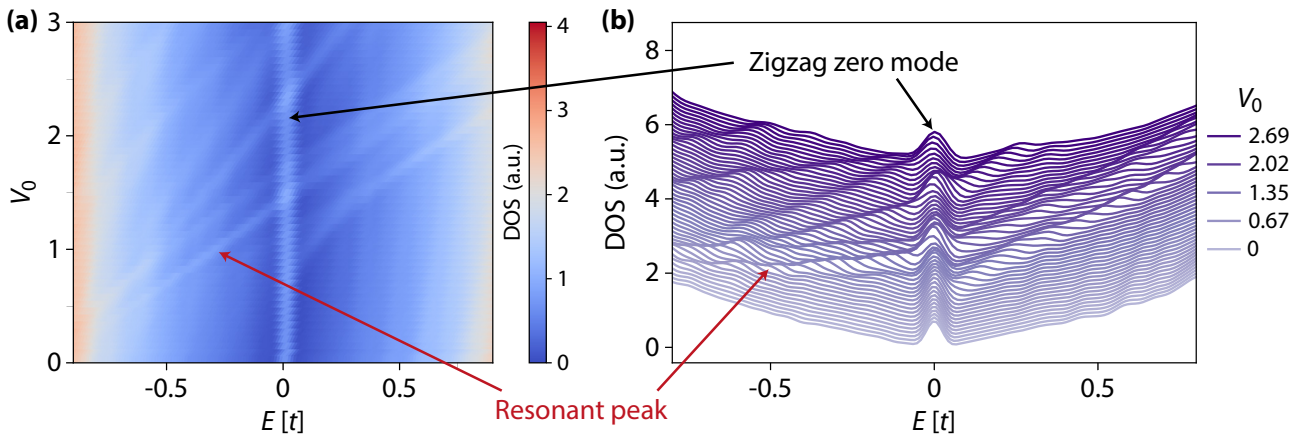 (a)
3
2
1
0
V0
-0.5
0
0.5
E [t]
4
3
2
1
0
DOS (a.u.)
Zigzag zero mode
Resonant peak
(b)
8
6
4
2
0
DOS (a.u.)
-0.5
0
0.5
E [t]
V0
2.69
2.02
1.35
0.67
0